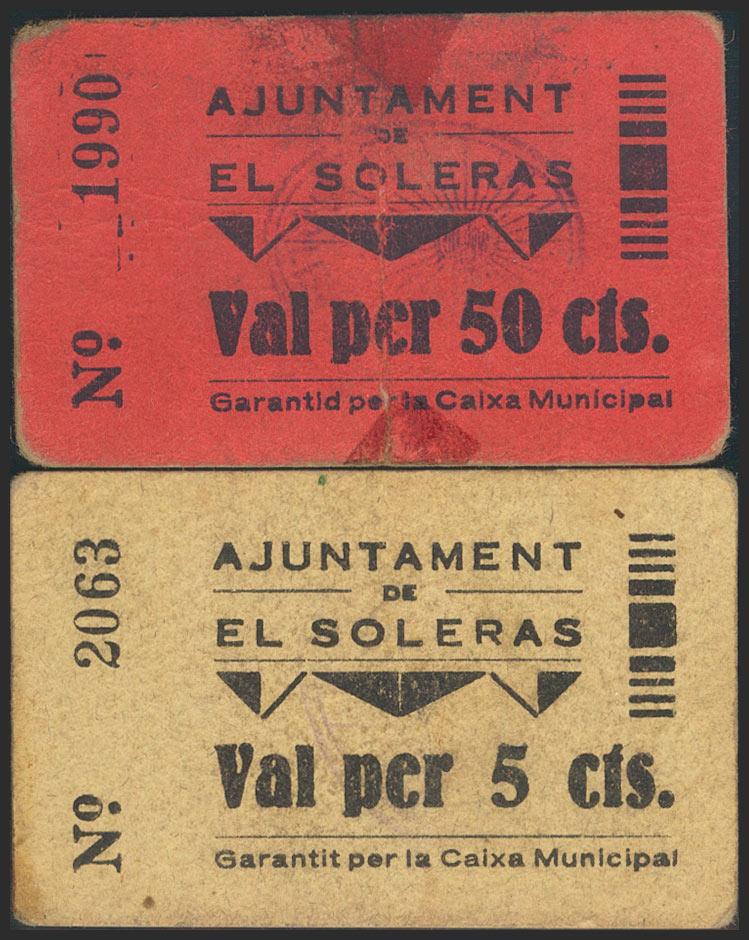 Nº. 1990
AJUNTAMENT
DE
EL SOLERAS
Val per 50 cts.
Garantid per la Caixa Municipal
Nº. 2063
AJUNTAMENT
DE
EL SOLERAS
Val per 5 cts.
Garantit per la Caixa Municipal